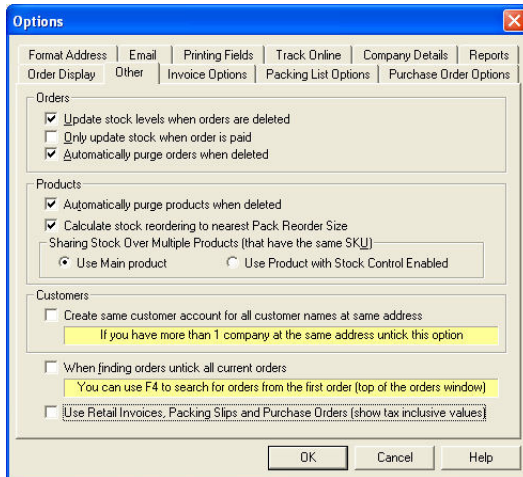 Options
Format Address Email Printing Fields Track Online Company Details Reports
Order Display Other Invoice Options Packing List Options Purchase Order Options
Orders
Update stock levels when orders are deleted
Only update stock when order is paid
Automatically purge orders when deleted
Products
Automatically purge products when deleted
Calculate stock reordering to nearest Pack Reorder Size
Sharing Stock Over Multiple Products (that have the same SKU)
Use Main product Use Product with Stock Control Enabled
Customers
Create same customer account for all customer names at same address
If you have more than 1 company at the same address untick this option
When finding orders untick all current orders
You can use F4 to search for orders from the first order (top of the orders window)
Use Retail Invoices, Packing Slips and Purchase Orders (show tax inclusive values)
OK Cancel Help